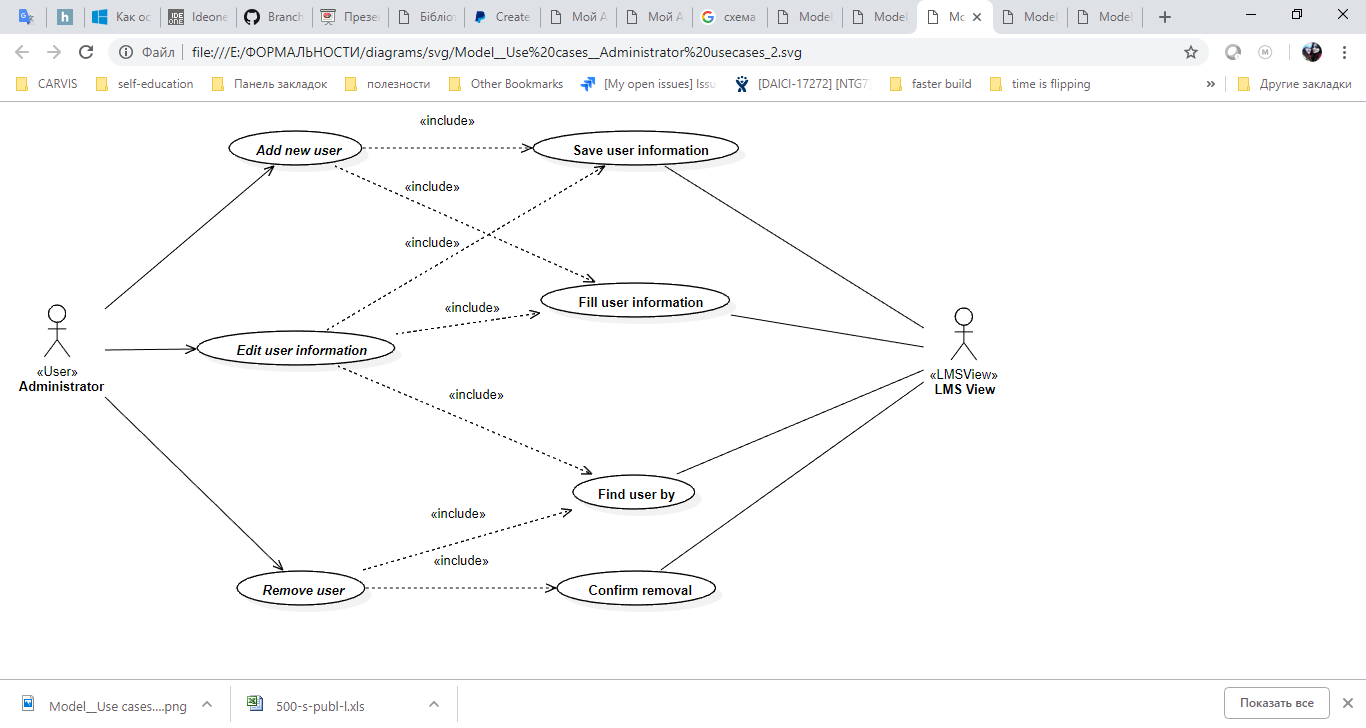 Как ос
Ideone
Branch
Презе
Бібліот
Create
Мой А
Мой А
схема
Model
Model
Mo
Model
Model
Файл
file:///E:/ФОРМАЛЬНОСТИ/diagrams/svg/Model__Use%20cases__Administrator%20usecases_2.svg
CARVIS
self-education
Панель закладок
полезности
Other Bookmarks
[My open issues] Issu
[DAICI-17272] [NTG7
faster build
time is flipping
»
Другие закладки
«include»
Add new user
Save user information
«include»
«include»
Fill user information
«include»
Edit user information
«User»
Administrator
«LMSView»
LMS View
«include»
Find user by
«include»
«include»
Remove user
Confirm removal
Model__Use cases....png
500-s-publ-l.xls
Показать все